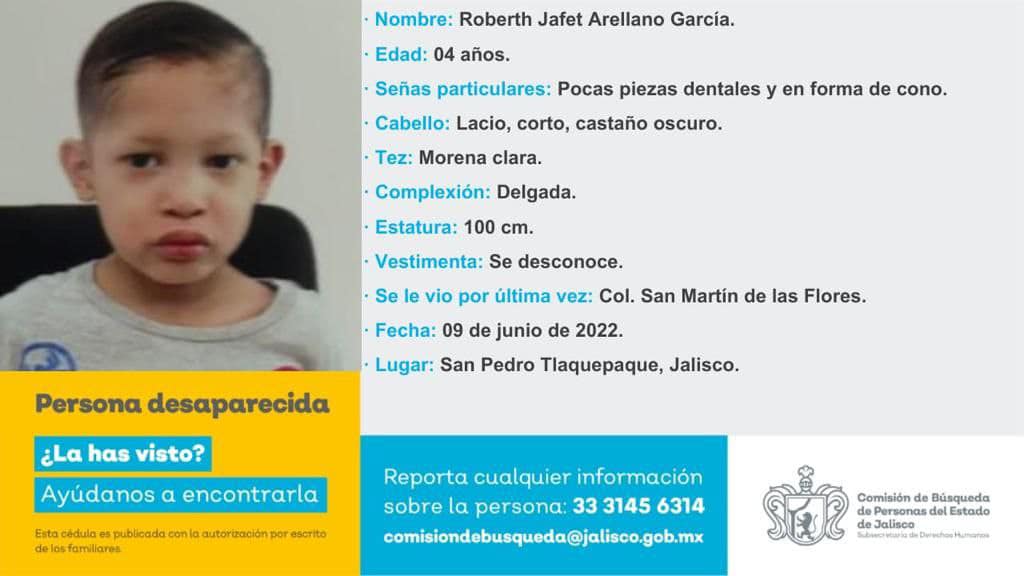 · Nombre: Roberth Jafet Arellano García.
· Edad: 04 años.
· Señas particulares: Pocas piezas dentales y en forma de cono.
· Cabello: Lacio, corto, castaño oscuro.
· Tez: Morena clara.
· Complexión: Delgada.
· Estatura: 100 cm.
· Vestimenta: Se desconoce.
· Se le vio por última vez: Col. San Martín de las Flores.
· Fecha: 09 de junio de 2022.
· Lugar: San Pedro Tlaquepaque, Jalisco.
Persona desaparecida
¿La has visto?
Ayúdanos a encontrarla
Esta cédula es publicada con la autorización por escrito
de los familiares.
Reporta cualquier información
sobre la persona: 33 3145 6314
comisiondebusqueda@jalisco.gob.mx
Comisión de Búsqueda
de Personas del Estado
de Jalisco
Subsecretaría de Derechos Humanos